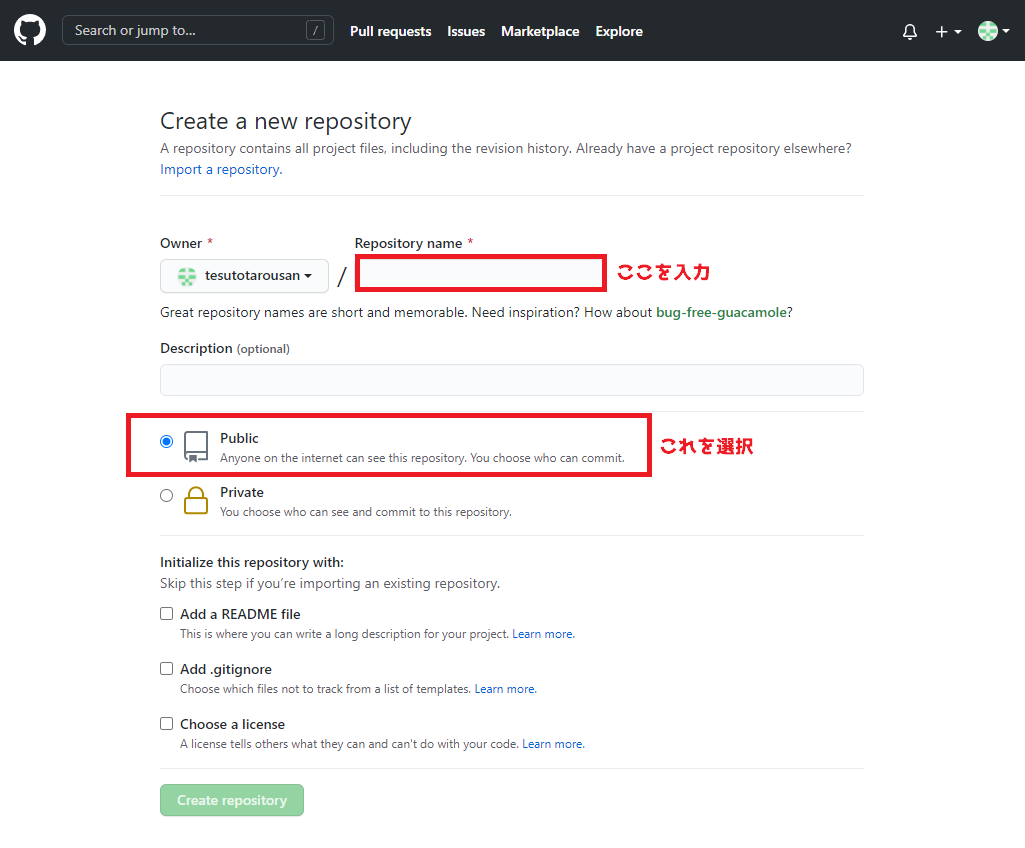 Search or jump to... /
Pull requests Issues Marketplace Explore
Create a new repository
A repository contains all project files, including the revision history. Already have a project repository elsewhere?
Import a repository.
Owner * Repository name *
tesutotarousan / ここを入力
Great repository names are short and memorable. Need inspiration? How about bug-free-guacamole?
Description (optional)
Public
Anyone on the internet can see this repository. You choose who can commit.
これを選択
Private
You choose who can see and commit to this repository.
Initialize this repository with:
Skip this step if you're importing an existing repository.
Add a README file
This is where you can write a long description for your project. Learn more.
Add .gitignore
Choose which files not to track from a list of templates. Learn more.
Choose a license
A license tells others what they can and can't do with your code. Learn more.
Create repository